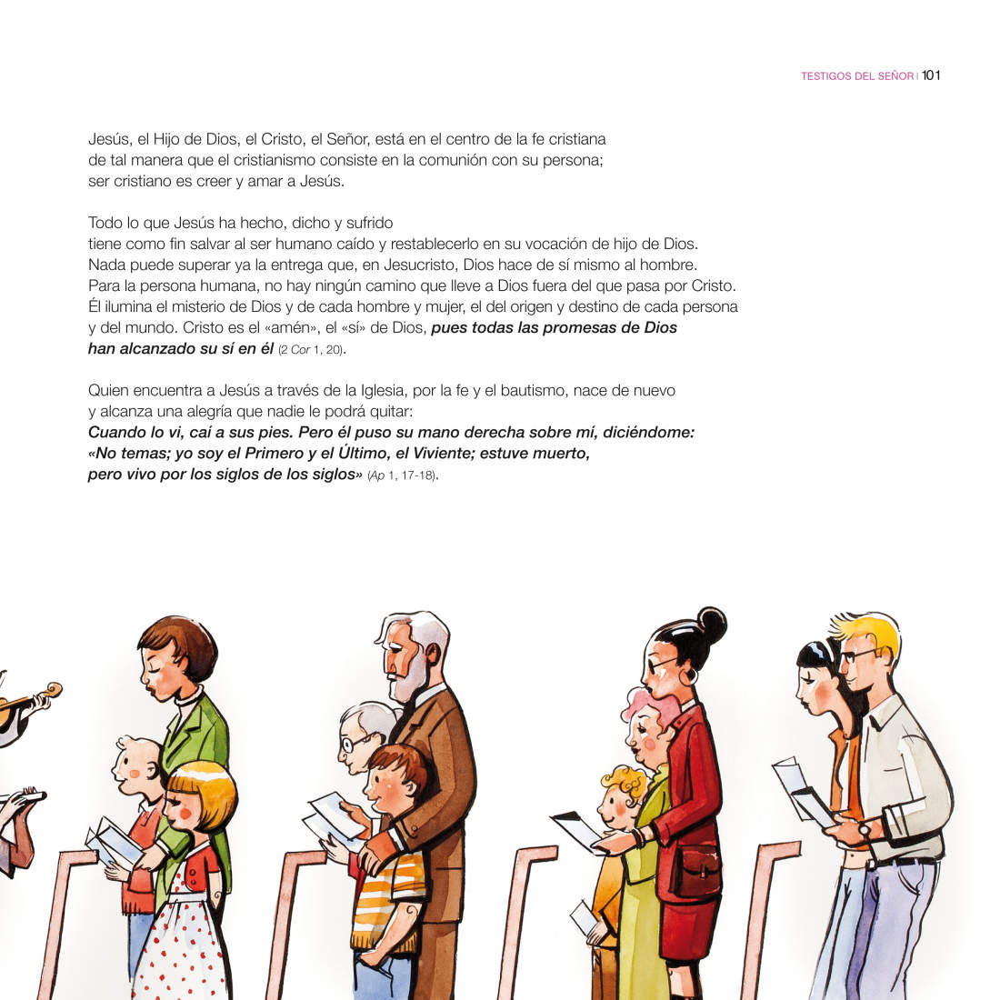 TESTIGOS DEL SEÑOR | 101
Jesús, el Hijo de Dios, el Cristo, el Señor, está en el centro de la fe cristiana
de tal manera que el cristianismo consiste en la comunión con su persona;
ser cristiano es creer y amar a Jesús.
Todo lo que Jesús ha hecho, dicho y sufrido
tiene como fin salvar al ser humano caído y restablecerlo en su vocación de hijo de Dios.
Nada puede superar ya la entrega que, en Jesucristo, Dios hace de sí mismo al hombre.
Para la persona humana, no hay ningún camino que lleve a Dios fuera del que pasa por Cristo.
Él ilumina el misterio de Dios y de cada hombre y mujer, el del origen y destino de cada persona
y del mundo. Cristo es el «amén», el «sí» de Dios, pues todas las promesas de Dios
han alcanzado su sí en él (2 Cor 1, 20).
Quien encuentra a Jesús a través de la Iglesia, por la fe y el bautismo, nace de nuevo
y alcanza una alegría que nadie le podrá quitar:
Cuando lo vi, caí a sus pies. Pero él puso su mano derecha sobre mí, diciéndome:
«No temas; yo soy el Primero y el Último, el Viviente; estuve muerto,
pero vivo por los siglos de los siglos» (Ap 1, 17-18).